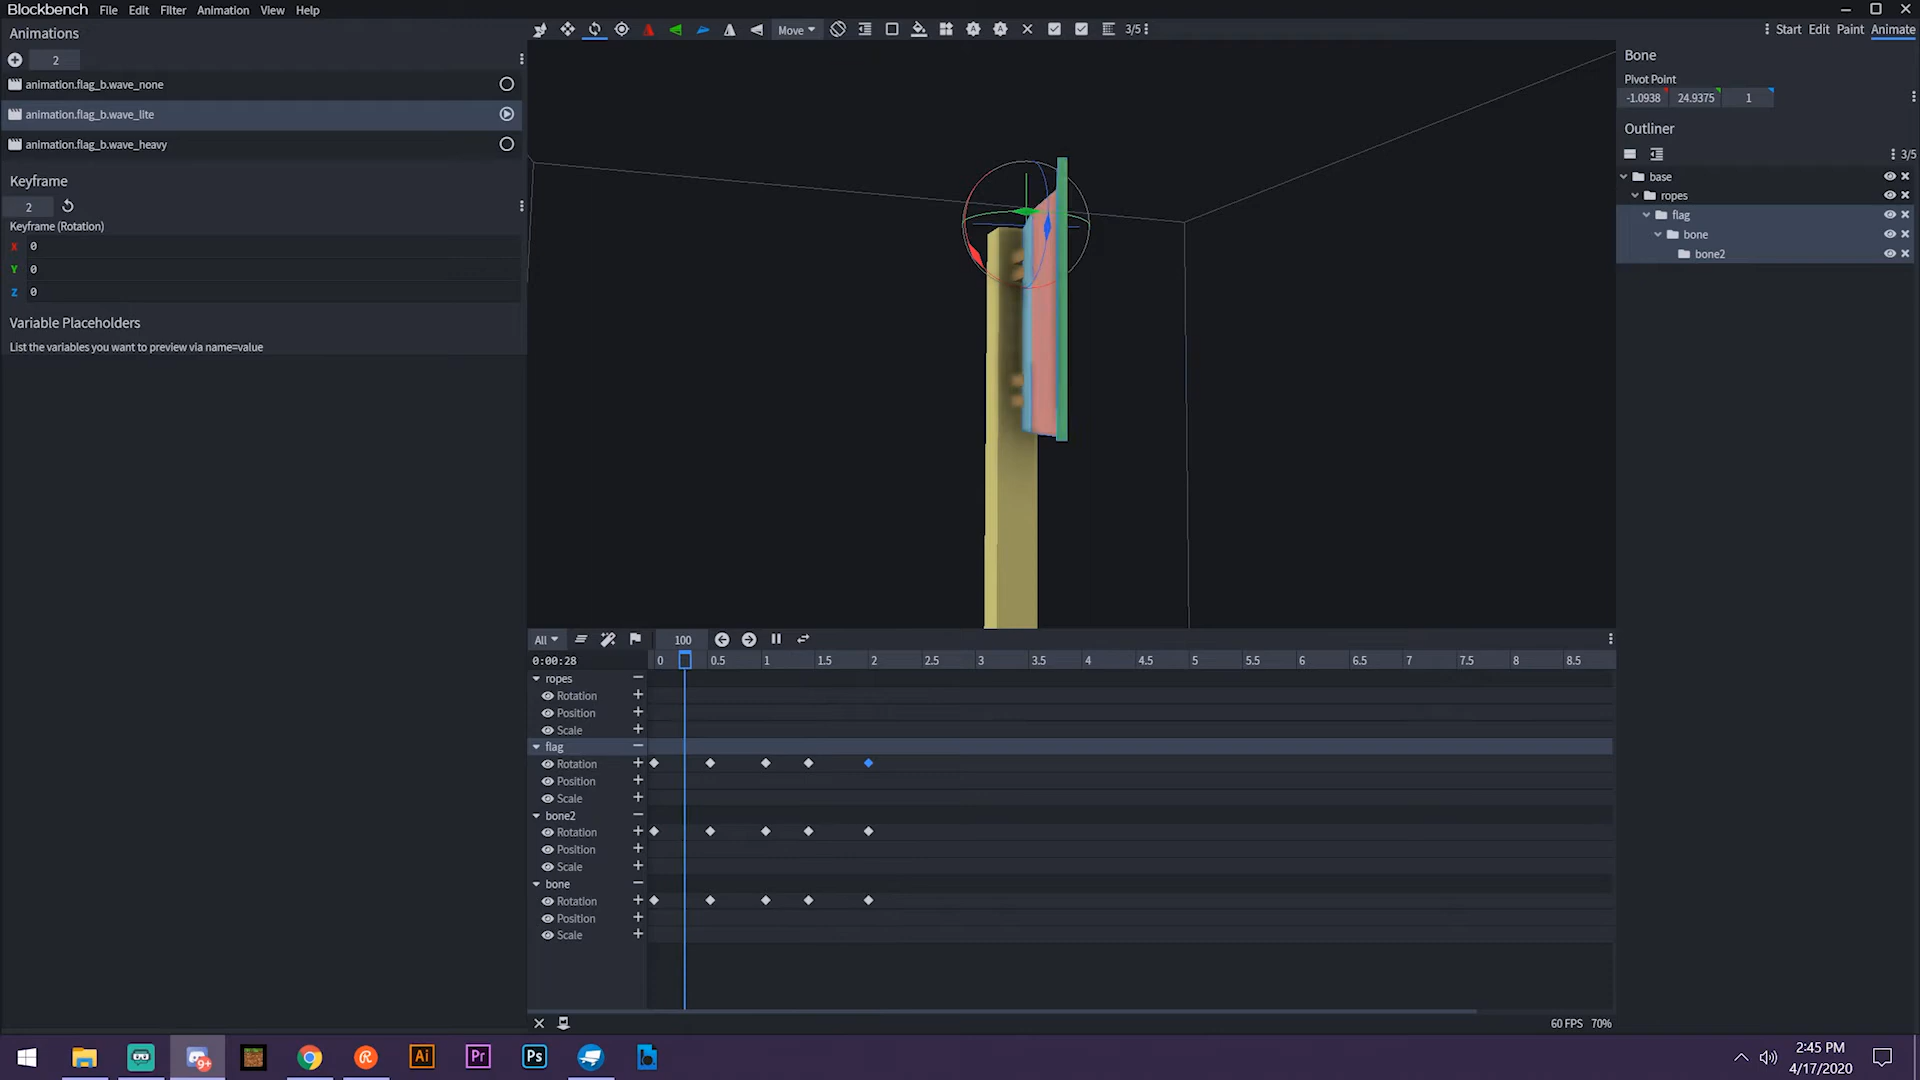 Blockbench File Edit Filter Animation View Help
Animations
2
animation.flag_b.wave_none
animation.flag_b.wave_lite
animation.flag_b.wave_heavy
Keyframe
2
Keyframe (Rotation)
X 0
Y 0
Z 0
Variable Placeholders
List the variables you want to preview via name=value
Move 3/5
Start Edit Paint Animate
Bone
Pivot Point
-1.0938 24.9375 1
Outliner
3/5
base
ropes
flag
bone
bone2
All 100
0:00:28 0 0.5 1 1.5 2 2.5 3 3.5 4 4.5 5 5.5 6 6.5 7 7.5 8 8.5
ropes
Rotation
Position
Scale
flag
Rotation
Position
Scale
bone2
Rotation
Position
Scale
bone
Rotation
Position
Scale
60 FPS 70%
9+ R Ai Pr Ps
2:45 PM
4/17/2020